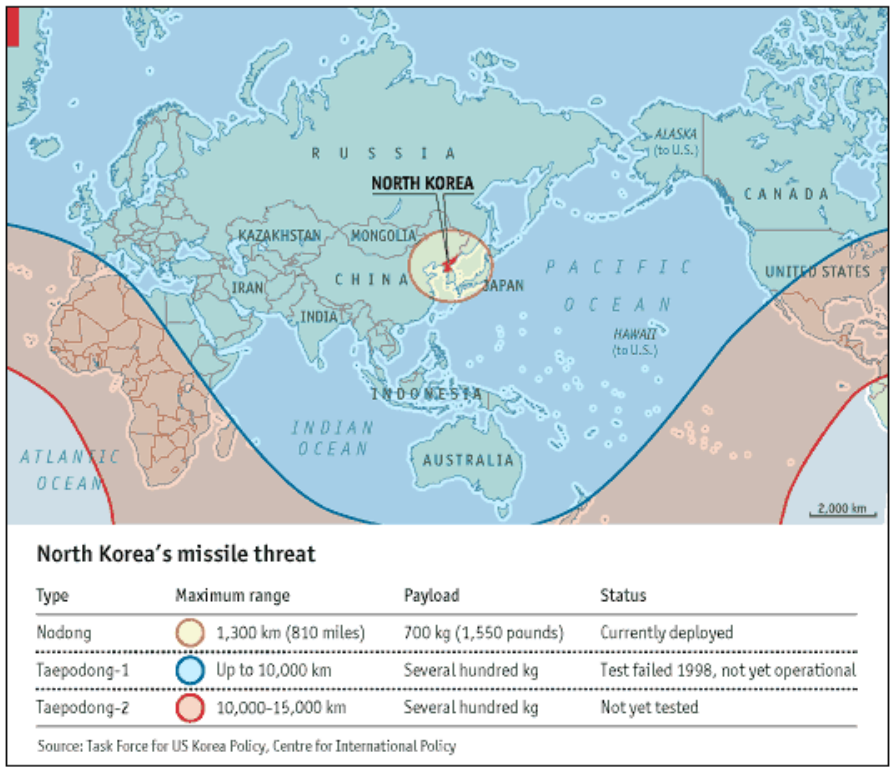 ALASKA
(to U.S.)
R U S S I A
NORTH KOREA
CANADA
KAZAKHSTAN
MONGOLIA
PACIFIC
UNITED STATES
CHINA
JAPAN
IRAN
OCEAN
INDIA
HAWAII
(to U.S.)
INDONESIA
INDIAN
OCEAN
ATLANTIC
OCEAN
AUSTRALIA
2,000 km
North Korea's missile threat
Type Maximum range Payload Status
Nodong 1,300 km (810 miles) 700 kg (1,550 pounds) Currently deployed
Taepodong-1 Up to 10,000 km Several hundred kg Test failed 1998, not yet operational
Taepodong-2 10,000-15,000 km Several hundred kg Not yet tested
Source: Task Force for US Korea Policy, Centre for International Policy